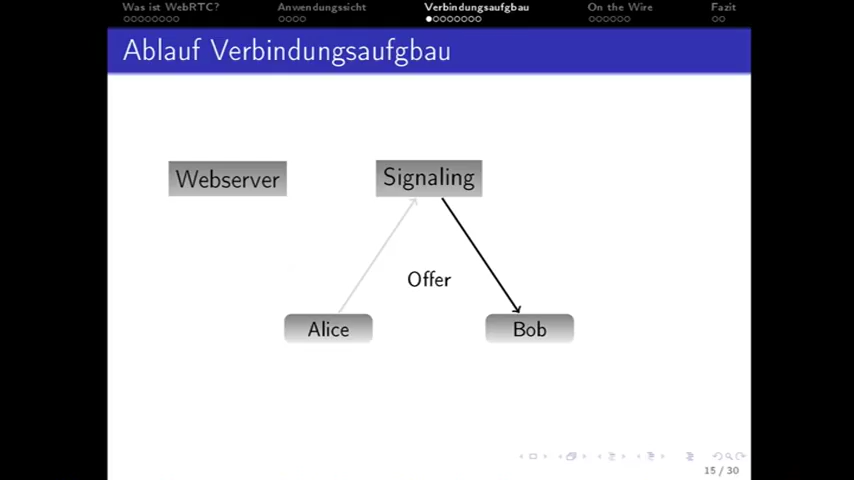 Was ist WebRTC? Anwendungssicht Verbindungsaufgbau On the Wire Fazit
Ablauf Verbindungsaufgbau
Webserver Signaling
Offer
Alice Bob
15 / 30